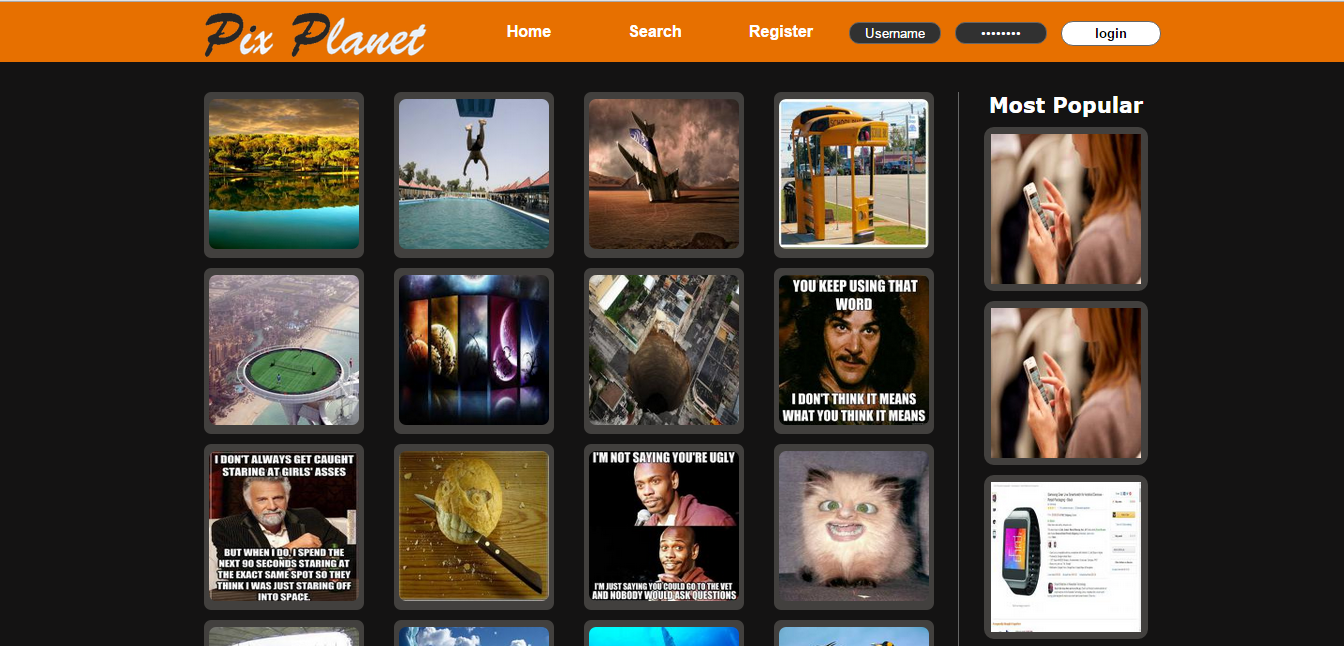 Pix Planet
Home
Search
Register
Username
••••••••
login
Most Popular
YOU KEEP USING THAT
WORD
I DON'T THINK IT MEANS
WHAT YOU THINK IT MEANS
I DON'T ALWAYS GET CAUGHT
STARING AT GIRLS' ASSES
BUT WHEN I DO, I SPEND THE
NEXT 90 SECONDS STARING AT
THE EXACT SAME SPOT SO THEY
THINK I WAS JUST STARING OFF
INTO SPACE.
I'M NOT SAYING YOU'RE UGLY
I'M JUST SAYING YOU COULD GO TO THE VET
AND NOBODY WOULD ASK QUESTIONS